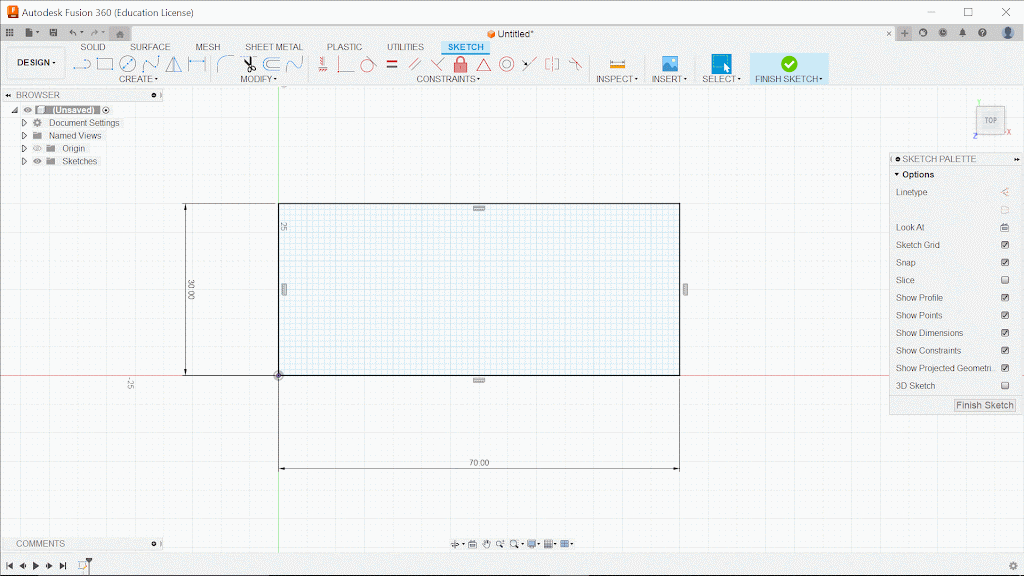 Autodesk Fusion 360 (Education License)
Untitled*
SOLID SURFACE MESH SHEET METAL PLASTIC UTILITIES SKETCH
DESIGN
CREATE MODIFY CONSTRAINTS INSPECT INSERT SELECT FINISH SKETCH
BROWSER
(Unsaved)
Document Settings
Named Views
Origin
Sketches
TOP
Y
X
Z
SKETCH PALETTE
Options
Linetype
Look At
Sketch Grid
Snap
Slice
Show Profile
Show Points
Show Dimensions
Show Constraints
Show Projected Geometri...
3D Sketch
Finish Sketch
25
30.00
-25
70.00
COMMENTS